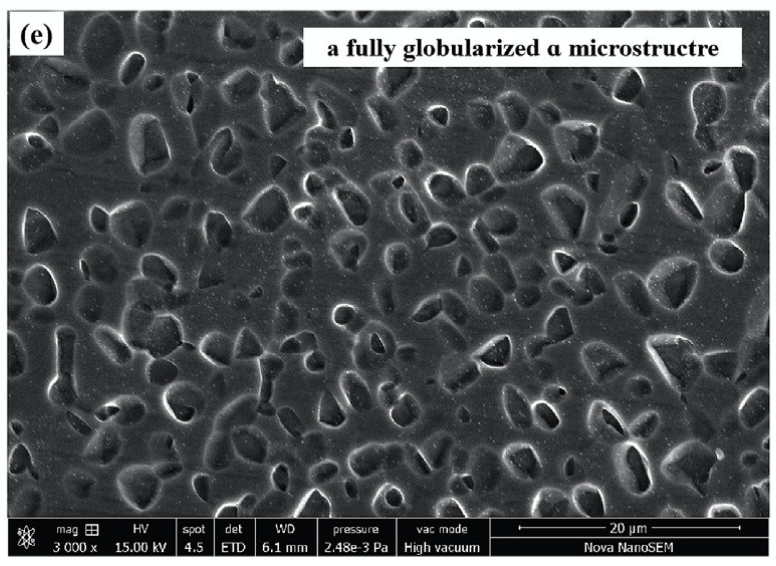 (e)
a fully globularized α microstructre
mag HV spot det WD pressure vac mode 20 μm
3 000 x 15.00 kV 4.5 ETD 6.1 mm 2.48e-3 Pa High vacuum Nova NanoSEM